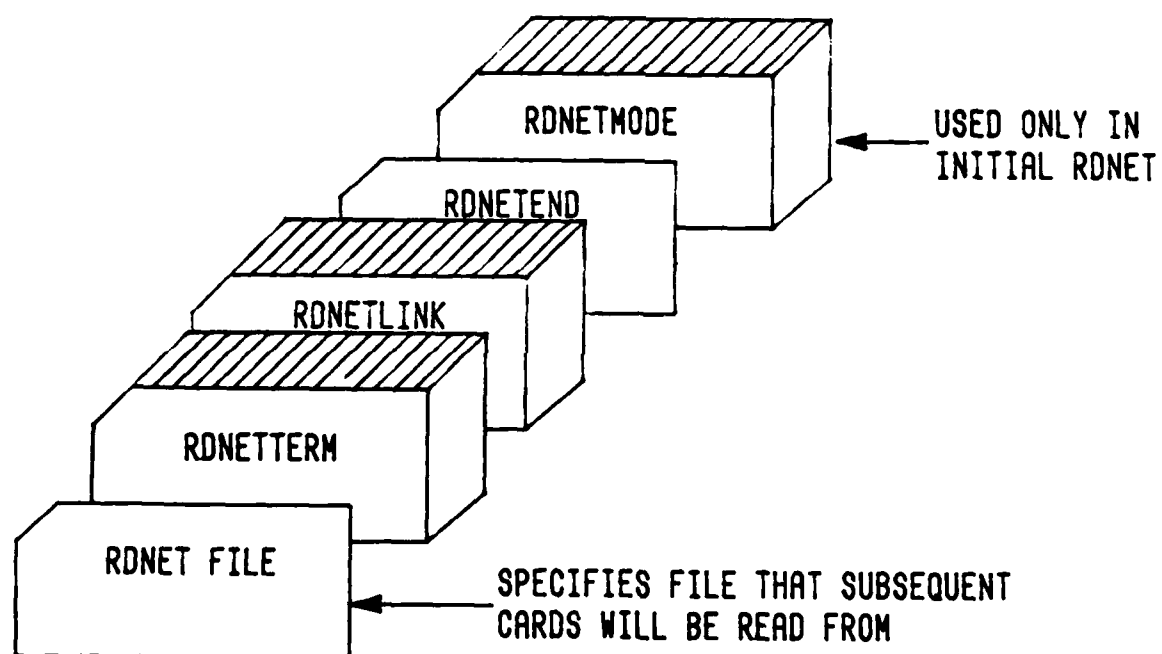 RDNETMODE
USED ONLY IN
INITIAL RDNET
RDNETEND
RDNETLINK
RDNETTERM
RDNET FILE
SPECIFIES FILE THAT SUBSEQUENT
CARDS WILL BE READ FROM